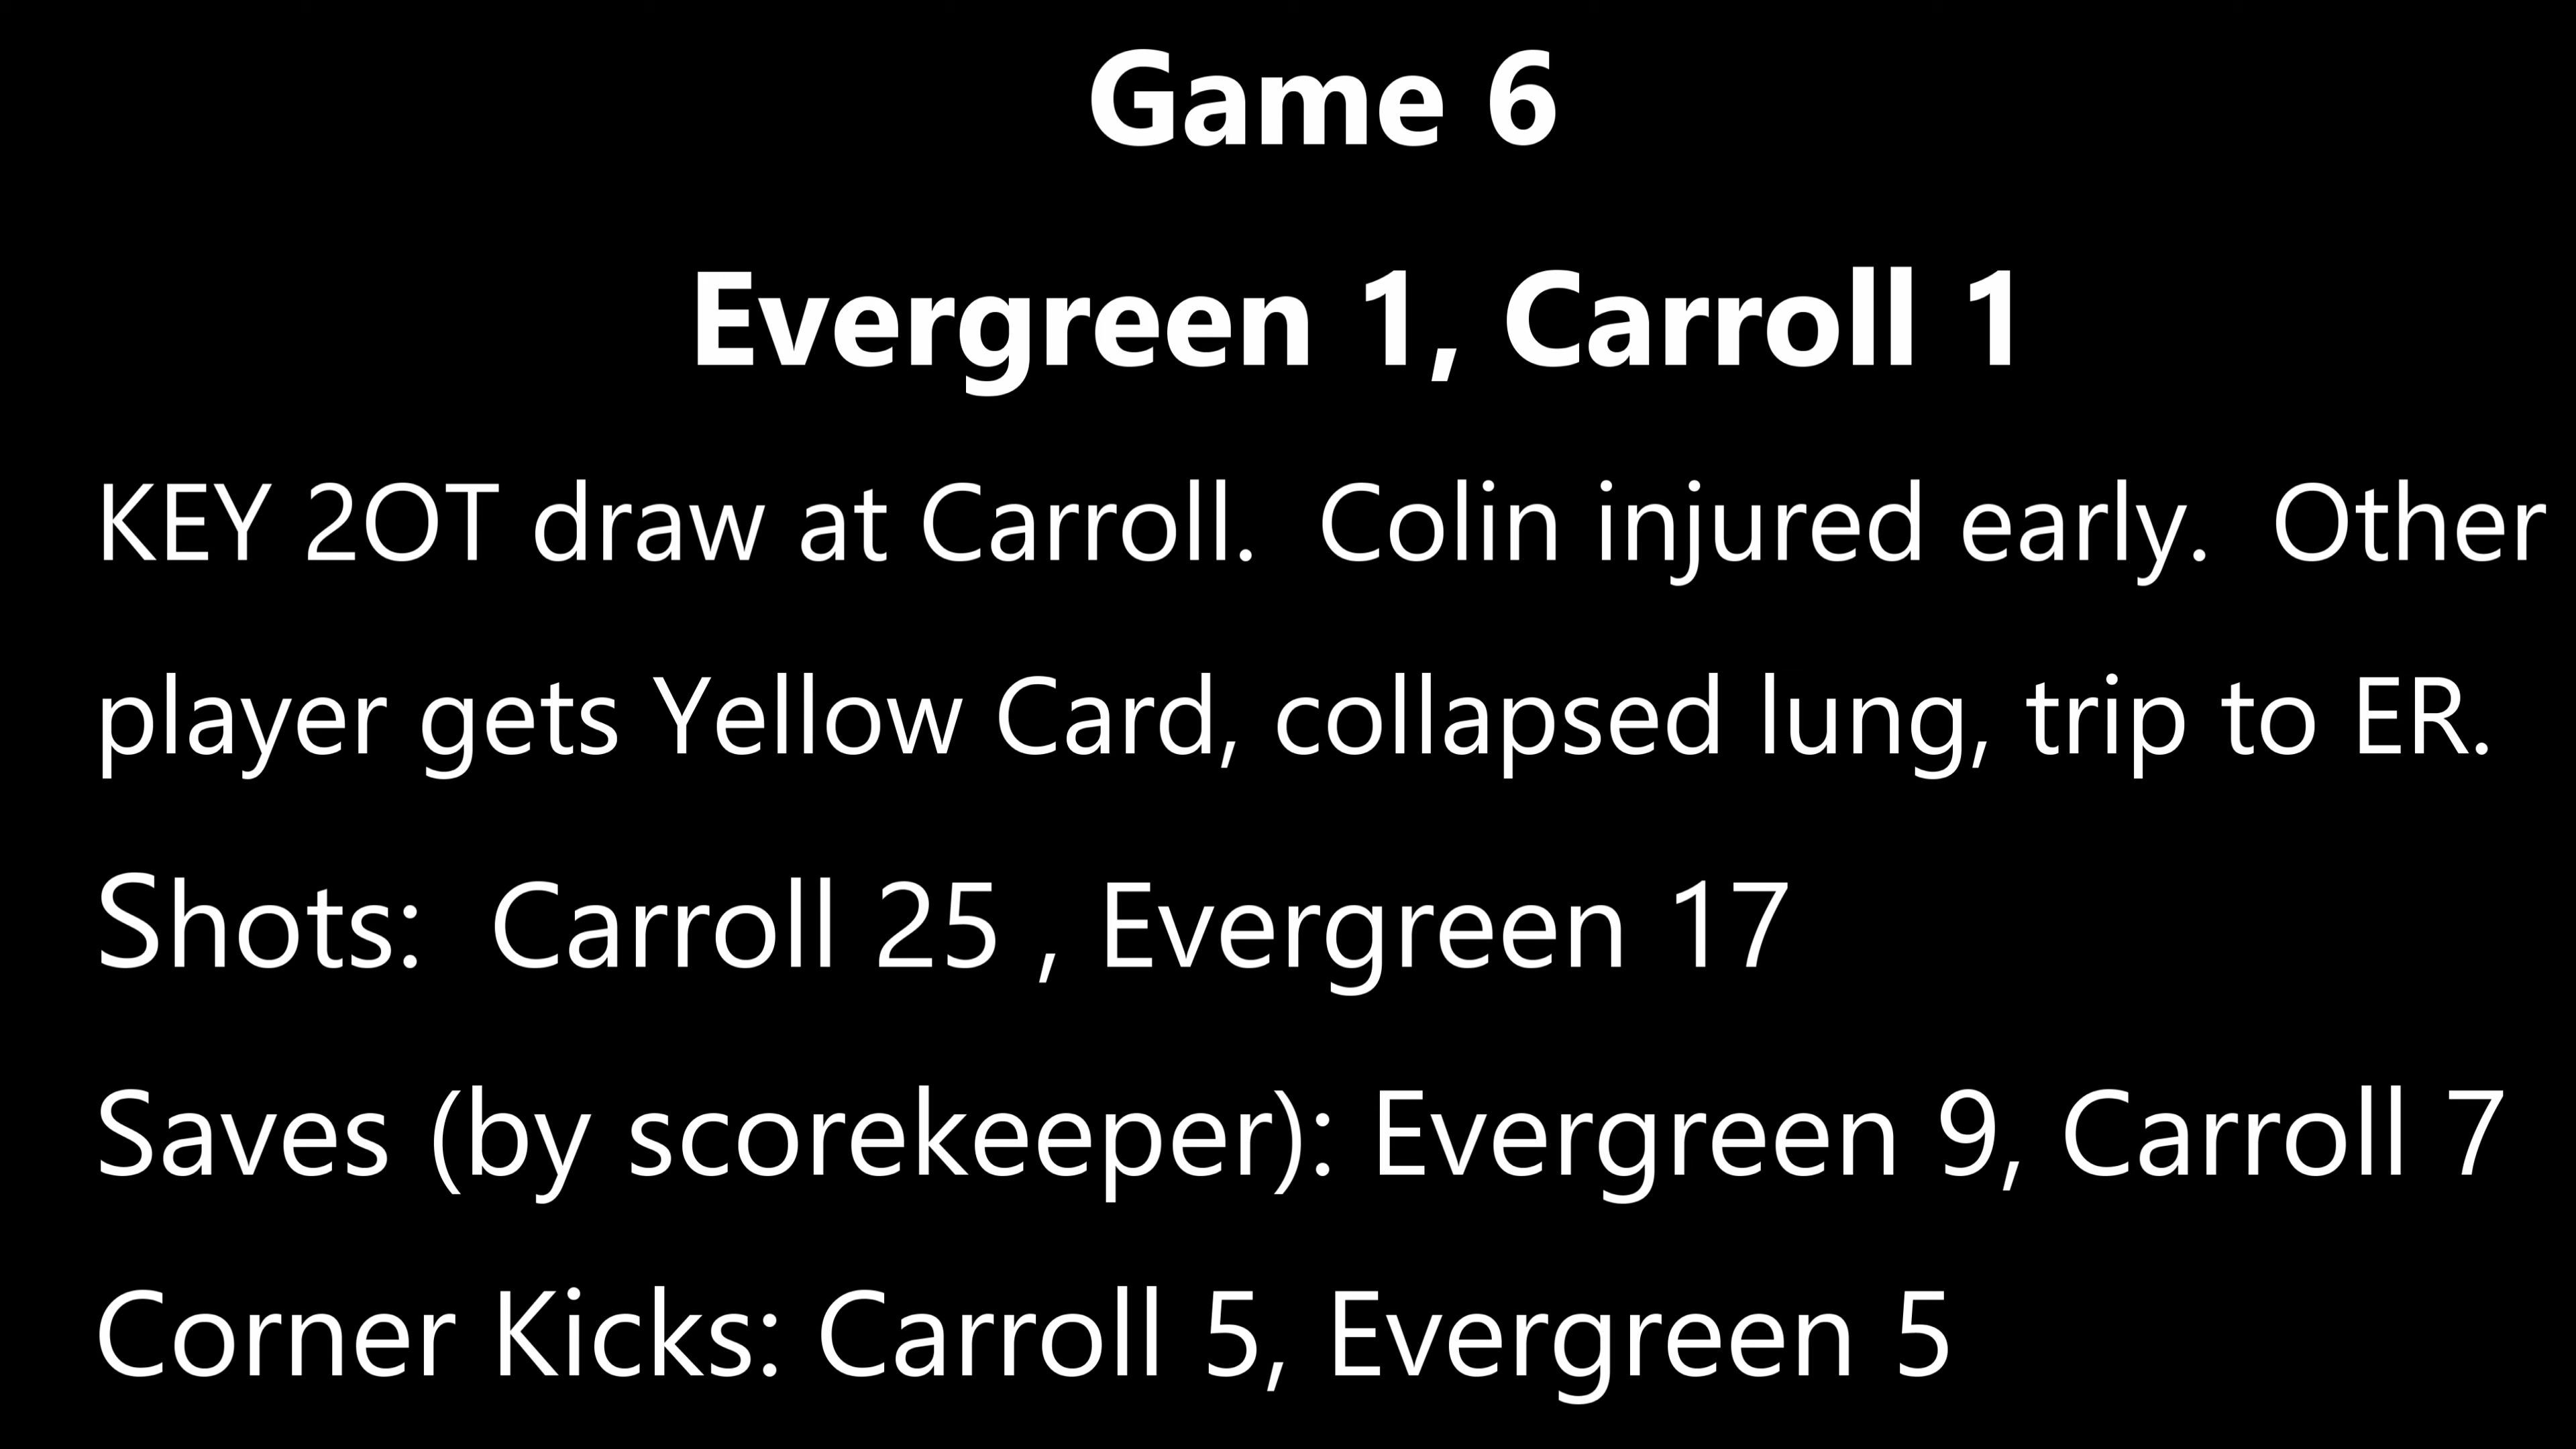 Game 6
Evergreen 1, Carroll 1
KEY 2OT draw at Carroll.  Colin injured early.  Other
player gets Yellow Card, collapsed lung, trip to ER.
Shots:  Carroll 25 , Evergreen 17
Saves (by scorekeeper): Evergreen 9, Carroll 7
Corner Kicks: Carroll 5, Evergreen 5